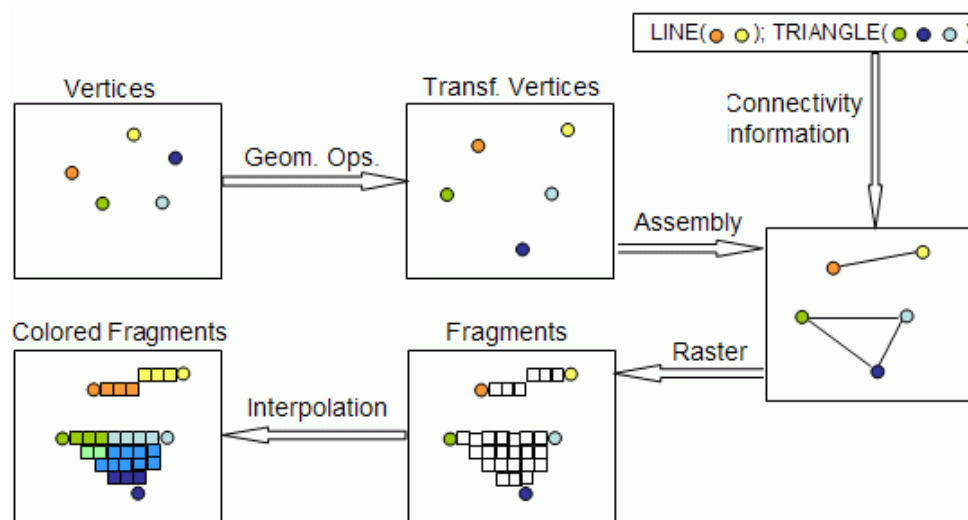 LINE( ); TRIANGLE( )
Vertices
Transf. Vertices
Connectivity
information
Geom. Ops.
Assembly
Colored Fragments
Fragments
Raster
Interpolation